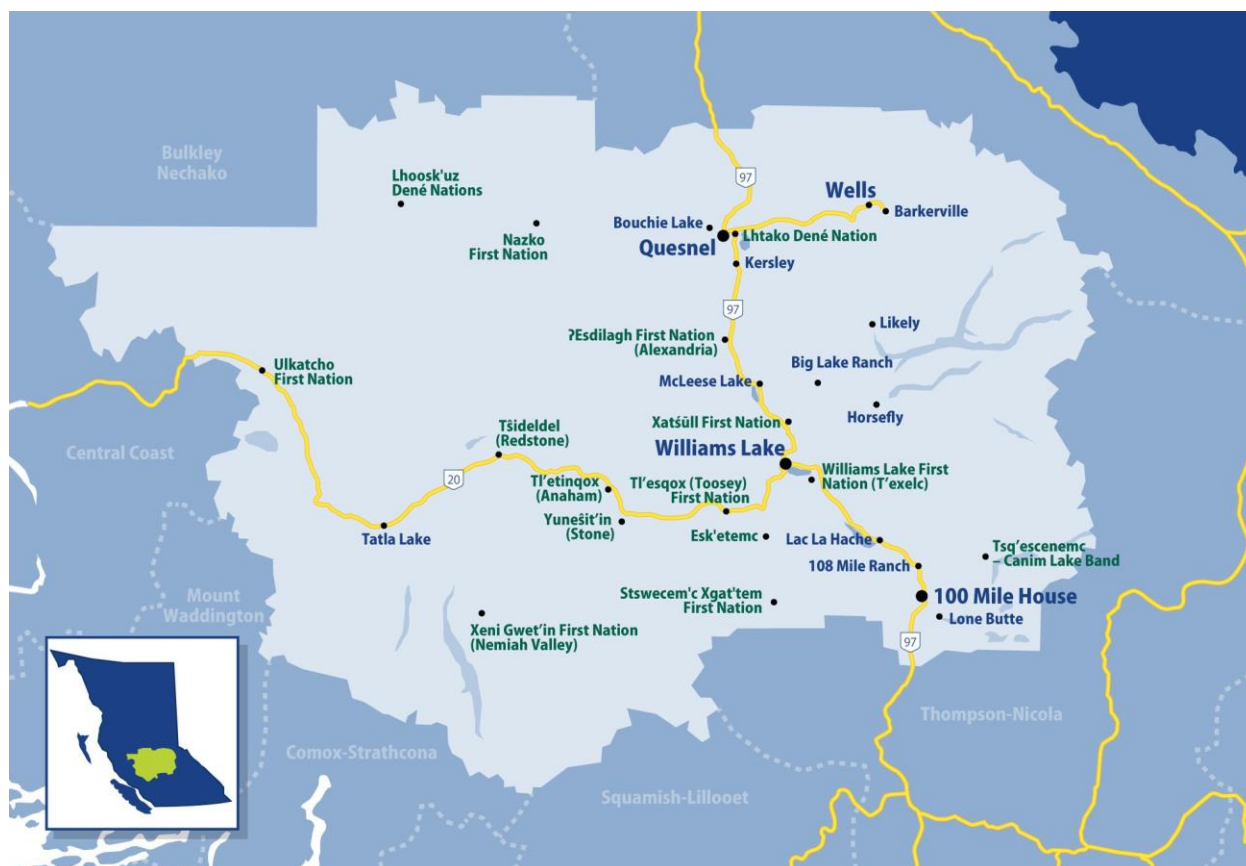 97
Bulkley
Nechako
Lhoosk'uz
Dené Nations
Nazko
First Nation
Wells
Barkerville
Bouchie Lake
Quesnel
Lhtako Dené Nation
Kersley
97
ʔEsdilagh First Nation
(Alexandria)
Likely
Big Lake Ranch
McLeese Lake
Horsefly
Ulkatcho
First Nation
Central Coast
Xatśūll First Nation
Williams Lake
Tŝideldel
(Redstone)
20
Tl'etinqox
(Anaham)
Tl'esqox (Toosey)
First Nation
Williams Lake First
Nation (T'exelc)
Yuneŝit'in
(Stone)
Tatla Lake
Esk'etemc
Lac La Hache
108 Mile Ranch
Tsq'escenemc
– Canim Lake Band
Mount
Waddington
Stswecem'c Xgat'tem
First Nation
100 Mile House
Lone Butte
Xeni Gwet'in First Nation
(Nemiah Valley)
97
Thompson-Nicola
Comox-Strathcona
Squamish-Lillooet